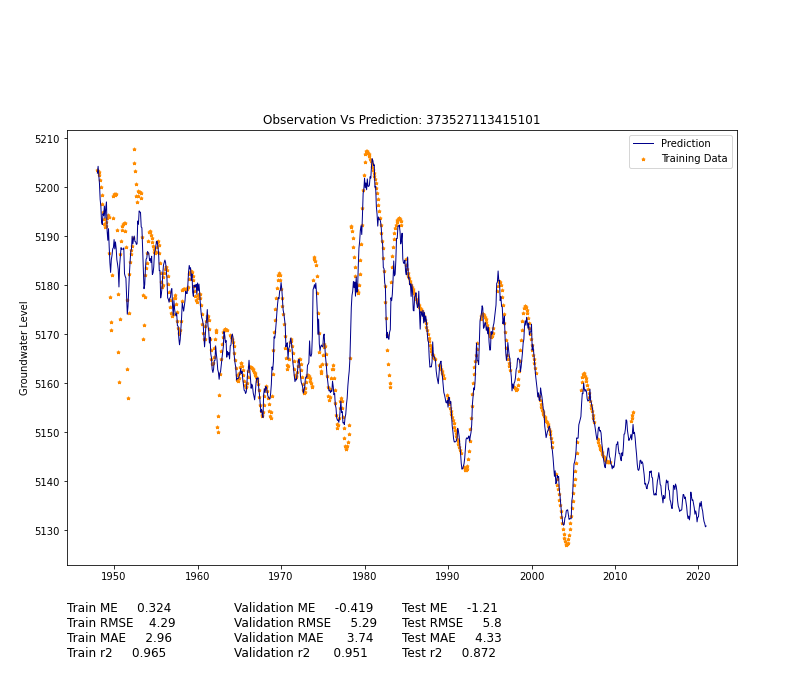 Observation Vs Prediction: 373527113415101
Prediction
Training Data
Groundwater Level
5210
5200
5190
5180
5170
5160
5150
5140
5130
1950 1960 1970 1980 1990 2000 2010 2020
Train ME 0.324 Validation ME -0.419 Test ME -1.21
Train RMSE 4.29 Validation RMSE 5.29 Test RMSE 5.8
Train MAE 2.96 Validation MAE 3.74 Test MAE 4.33
Train r2 0.965 Validation r2 0.951 Test r2 0.872